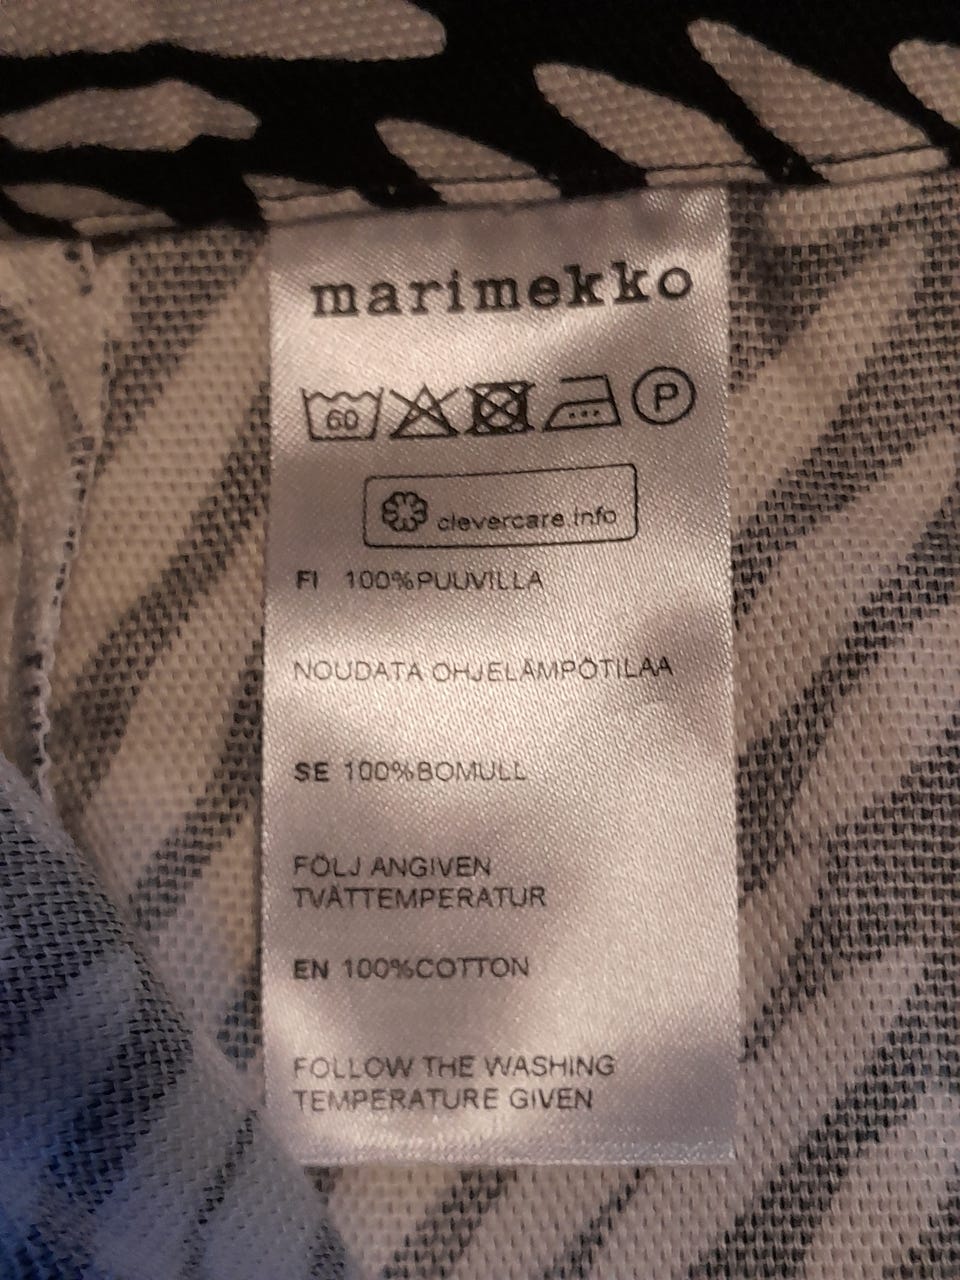 marimekko
60 P
clevercare.info
FI 100%PUUVILLA
NOUDATA OHJELÄMPÖTILAA
SE 100%BOMULL
FÖLJ ANGIVEN
TVÄTTEMPERATUR
EN 100%COTTON
FOLLOW THE WASHING
TEMPERATURE GIVEN